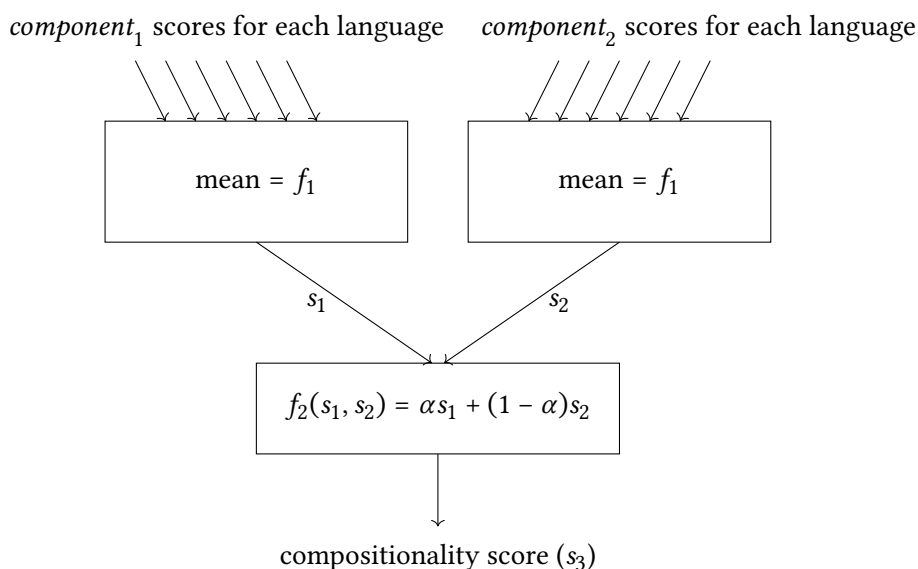 component₁ scores for each language
component₂ scores for each language
mean = f₁
mean = f₁
s₁
s₂
f₂(s₁, s₂) = αs₁ + (1 − α)s₂
compositionality score (s₃)